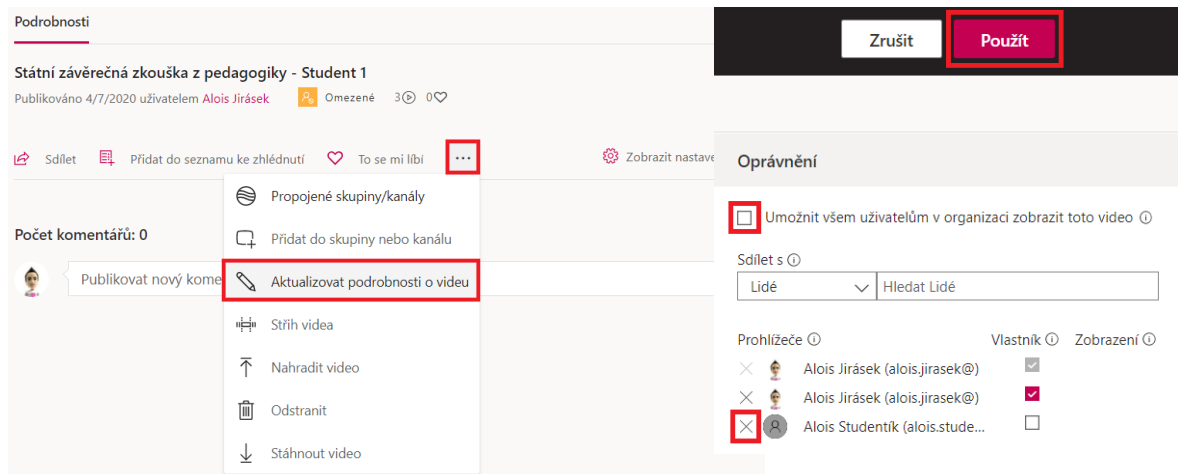 Podrobnosti
Státní závěrečná zkouška z pedagogiky - Student 1
Publikováno 4/7/2020 uživatelem Alois Jirásek Omezené 3 0
Sdílet Přidat do seznamu ke zhlédnutí To se mi líbí ... Zobrazit nastave
Propojené skupiny/kanály
Počet komentářů: 0
Přidat do skupiny nebo kanálu
Publikovat nový kome
Aktualizovat podrobnosti o videu
Střih videa
Nahradit video
Odstranit
Stáhnout video
Zrušit Použít
Oprávnění
Umožnit všem uživatelům v organizaci zobrazit toto video
Sdílet s
Lidé Hledat Lidé
Prohlížeče Vlastník Zobrazení
Alois Jirásek (alois.jirasek@)
Alois Jirásek (alois.jirasek@)
Alois Studentík (alois.stude...